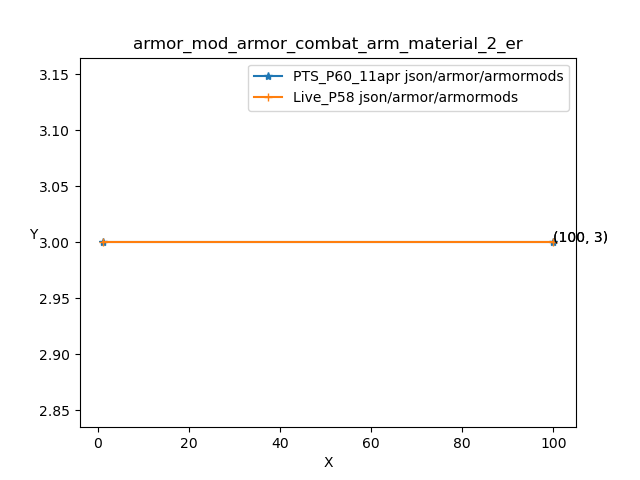 armor_mod_armor_combat_arm_material_2_er
PTS_P60_11apr json/armor/armormods
Live_P58 json/armor/armormods
3.15
3.10
3.05
3.00
2.95
2.90
2.85
Y
(100, 3)
0
20
40
60
80
100
X